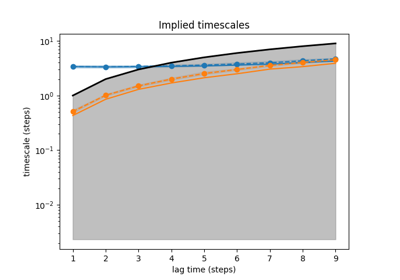 Implied timescales
timescale (steps)
10¹
10⁰
10⁻¹
10⁻²
1 2 3 4 5 6 7 8 9
lag time (steps)